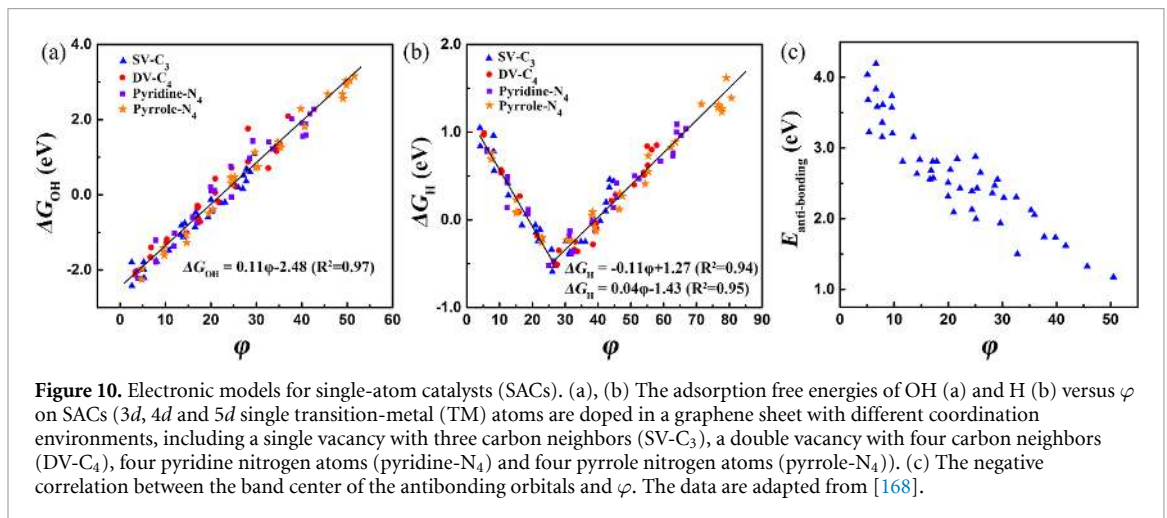 (a)
4.0
2.0
0.0
-2.0
ΔG_OH (eV)
SV-C₃
DV-C₄
Pyridine-N₄
Pyrrole-N₄
ΔG_OH = 0.11φ-2.48 (R²=0.97)
0 10 20 30 40 50 60
φ
(b)
2.0
1.0
0.0
-1.0
ΔG_H (eV)
SV-C₃
DV-C₄
Pyridine-N₄
Pyrrole-N₄
ΔG_H = -0.11φ+1.27 (R²=0.94)
ΔG_H = 0.04φ-1.43 (R²=0.95)
0 10 20 30 40 50 60 70 80 90
φ
(c)
4.0
3.0
2.0
1.0
E_anti-bonding (eV)
0 10 20 30 40 50
φ
Figure 10. Electronic models for single-atom catalysts (SACs). (a), (b) The adsorption free energies of OH (a) and H (b) versus φ
on SACs (3d, 4d and 5d single transition-metal (TM) atoms are doped in a graphene sheet with different coordination
environments, including a single vacancy with three carbon neighbors (SV-C₃), a double vacancy with four carbon neighbors
(DV-C₄), four pyridine nitrogen atoms (pyridine-N₄) and four pyrrole nitrogen atoms (pyrrole-N₄)). (c) The negative
correlation between the band center of the antibonding orbitals and φ. The data are adapted from [168].